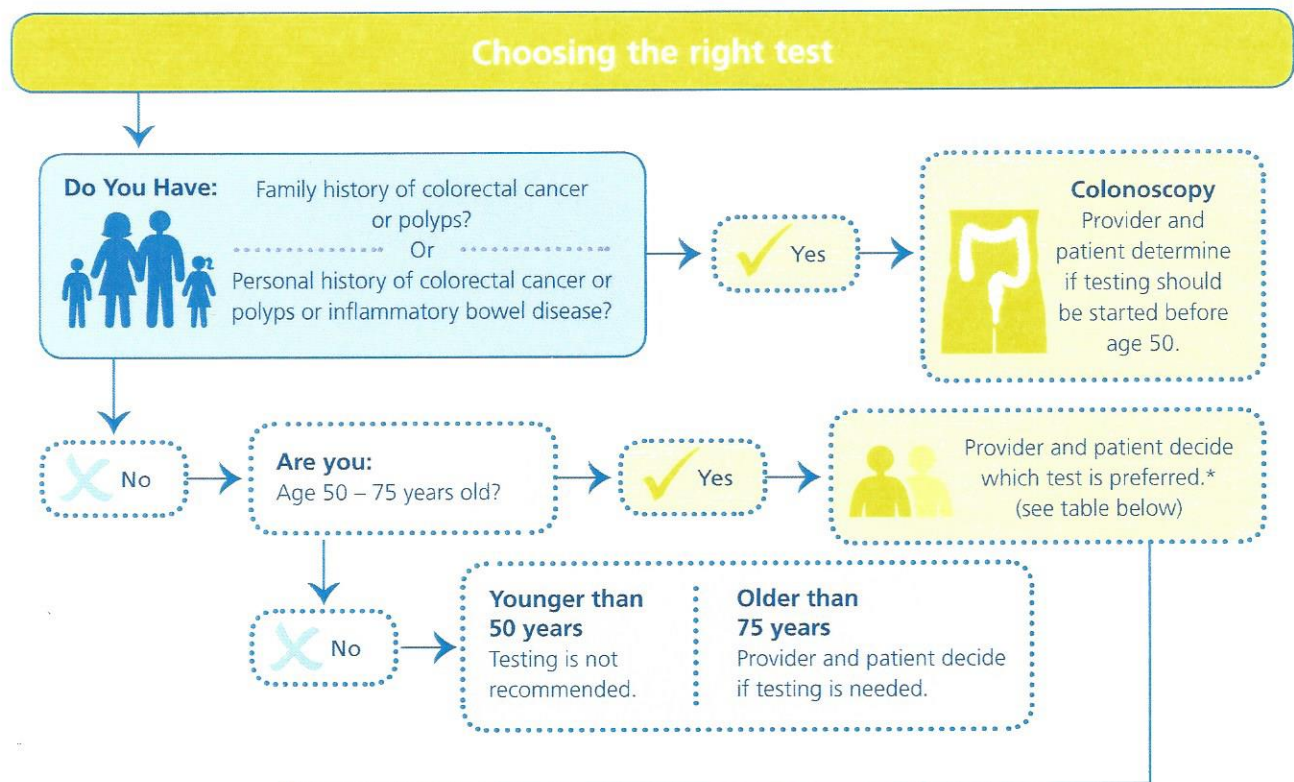 Choosing the right test
Do You Have:
Family history of colorectal cancer
or polyps?
Or
Personal history of colorectal cancer or
polyps or inflammatory bowel disease?
Yes
Colonoscopy
Provider and
patient determine
if testing should
be started before
age 50.
No
Are you:
Age 50 – 75 years old?
Yes
Provider and patient decide
which test is preferred.*
(see table below)
No
Younger than
50 years
Testing is not
recommended.
Older than
75 years
Provider and patient decide
if testing is needed.